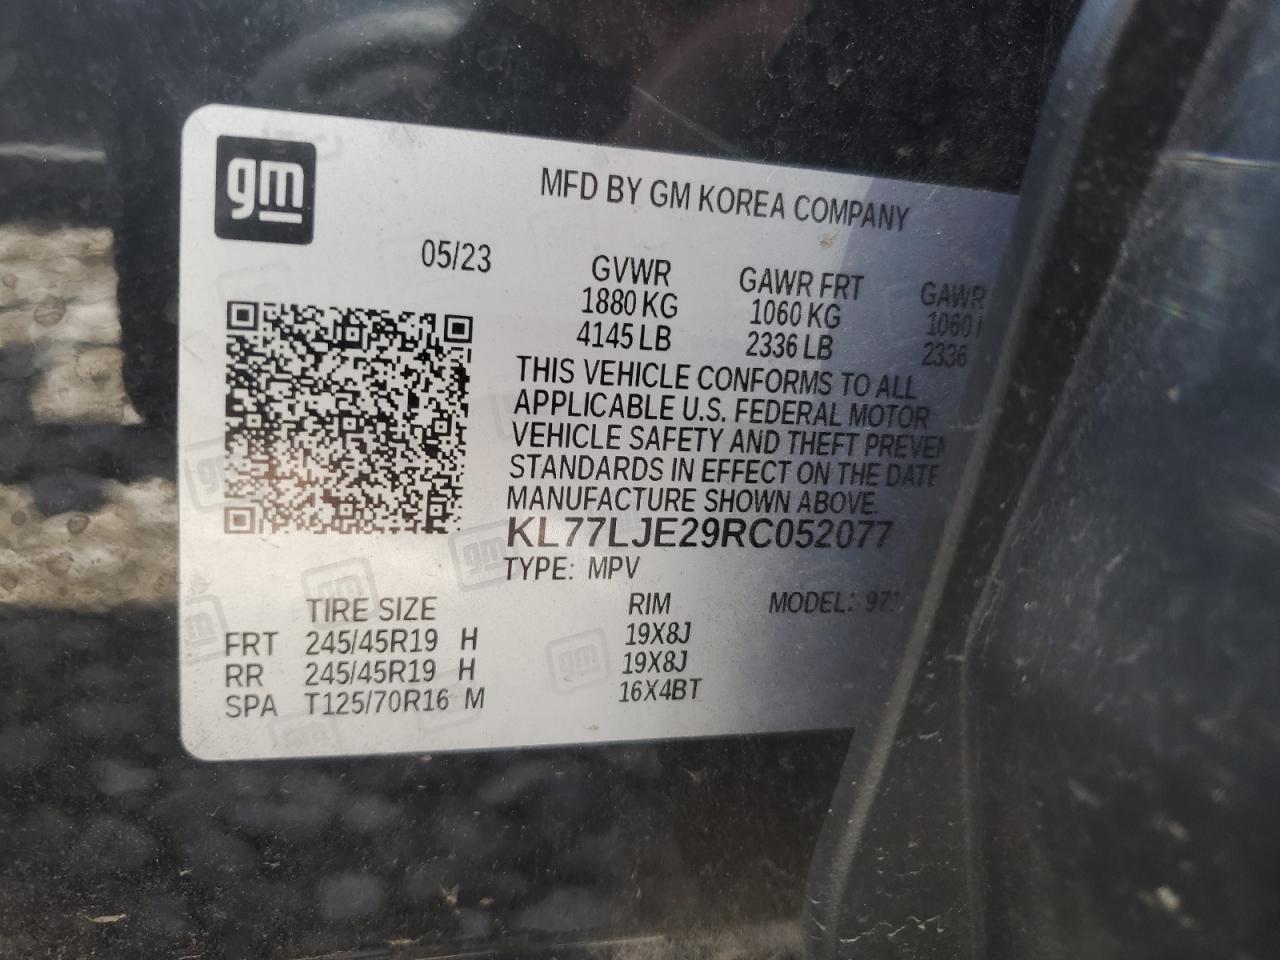 gm
MFD BY GM KOREA COMPANY
05/23
GVWR GAWR FRT GAWR
1880 KG 1060 KG 1060
4145 LB 2336 LB 2336
THIS VEHICLE CONFORMS TO ALL
APPLICABLE U.S. FEDERAL MOTOR
VEHICLE SAFETY AND THEFT PREVEN
STANDARDS IN EFFECT ON THE DATE
MANUFACTURE SHOWN ABOVE.
KL77LJE29RC052077
TYPE: MPV
TIRE SIZE RIM MODEL:
FRT 245/45R19 H 19X8J
RR 245/45R19 H 19X8J
SPA T125/70R16 M 16X4BT